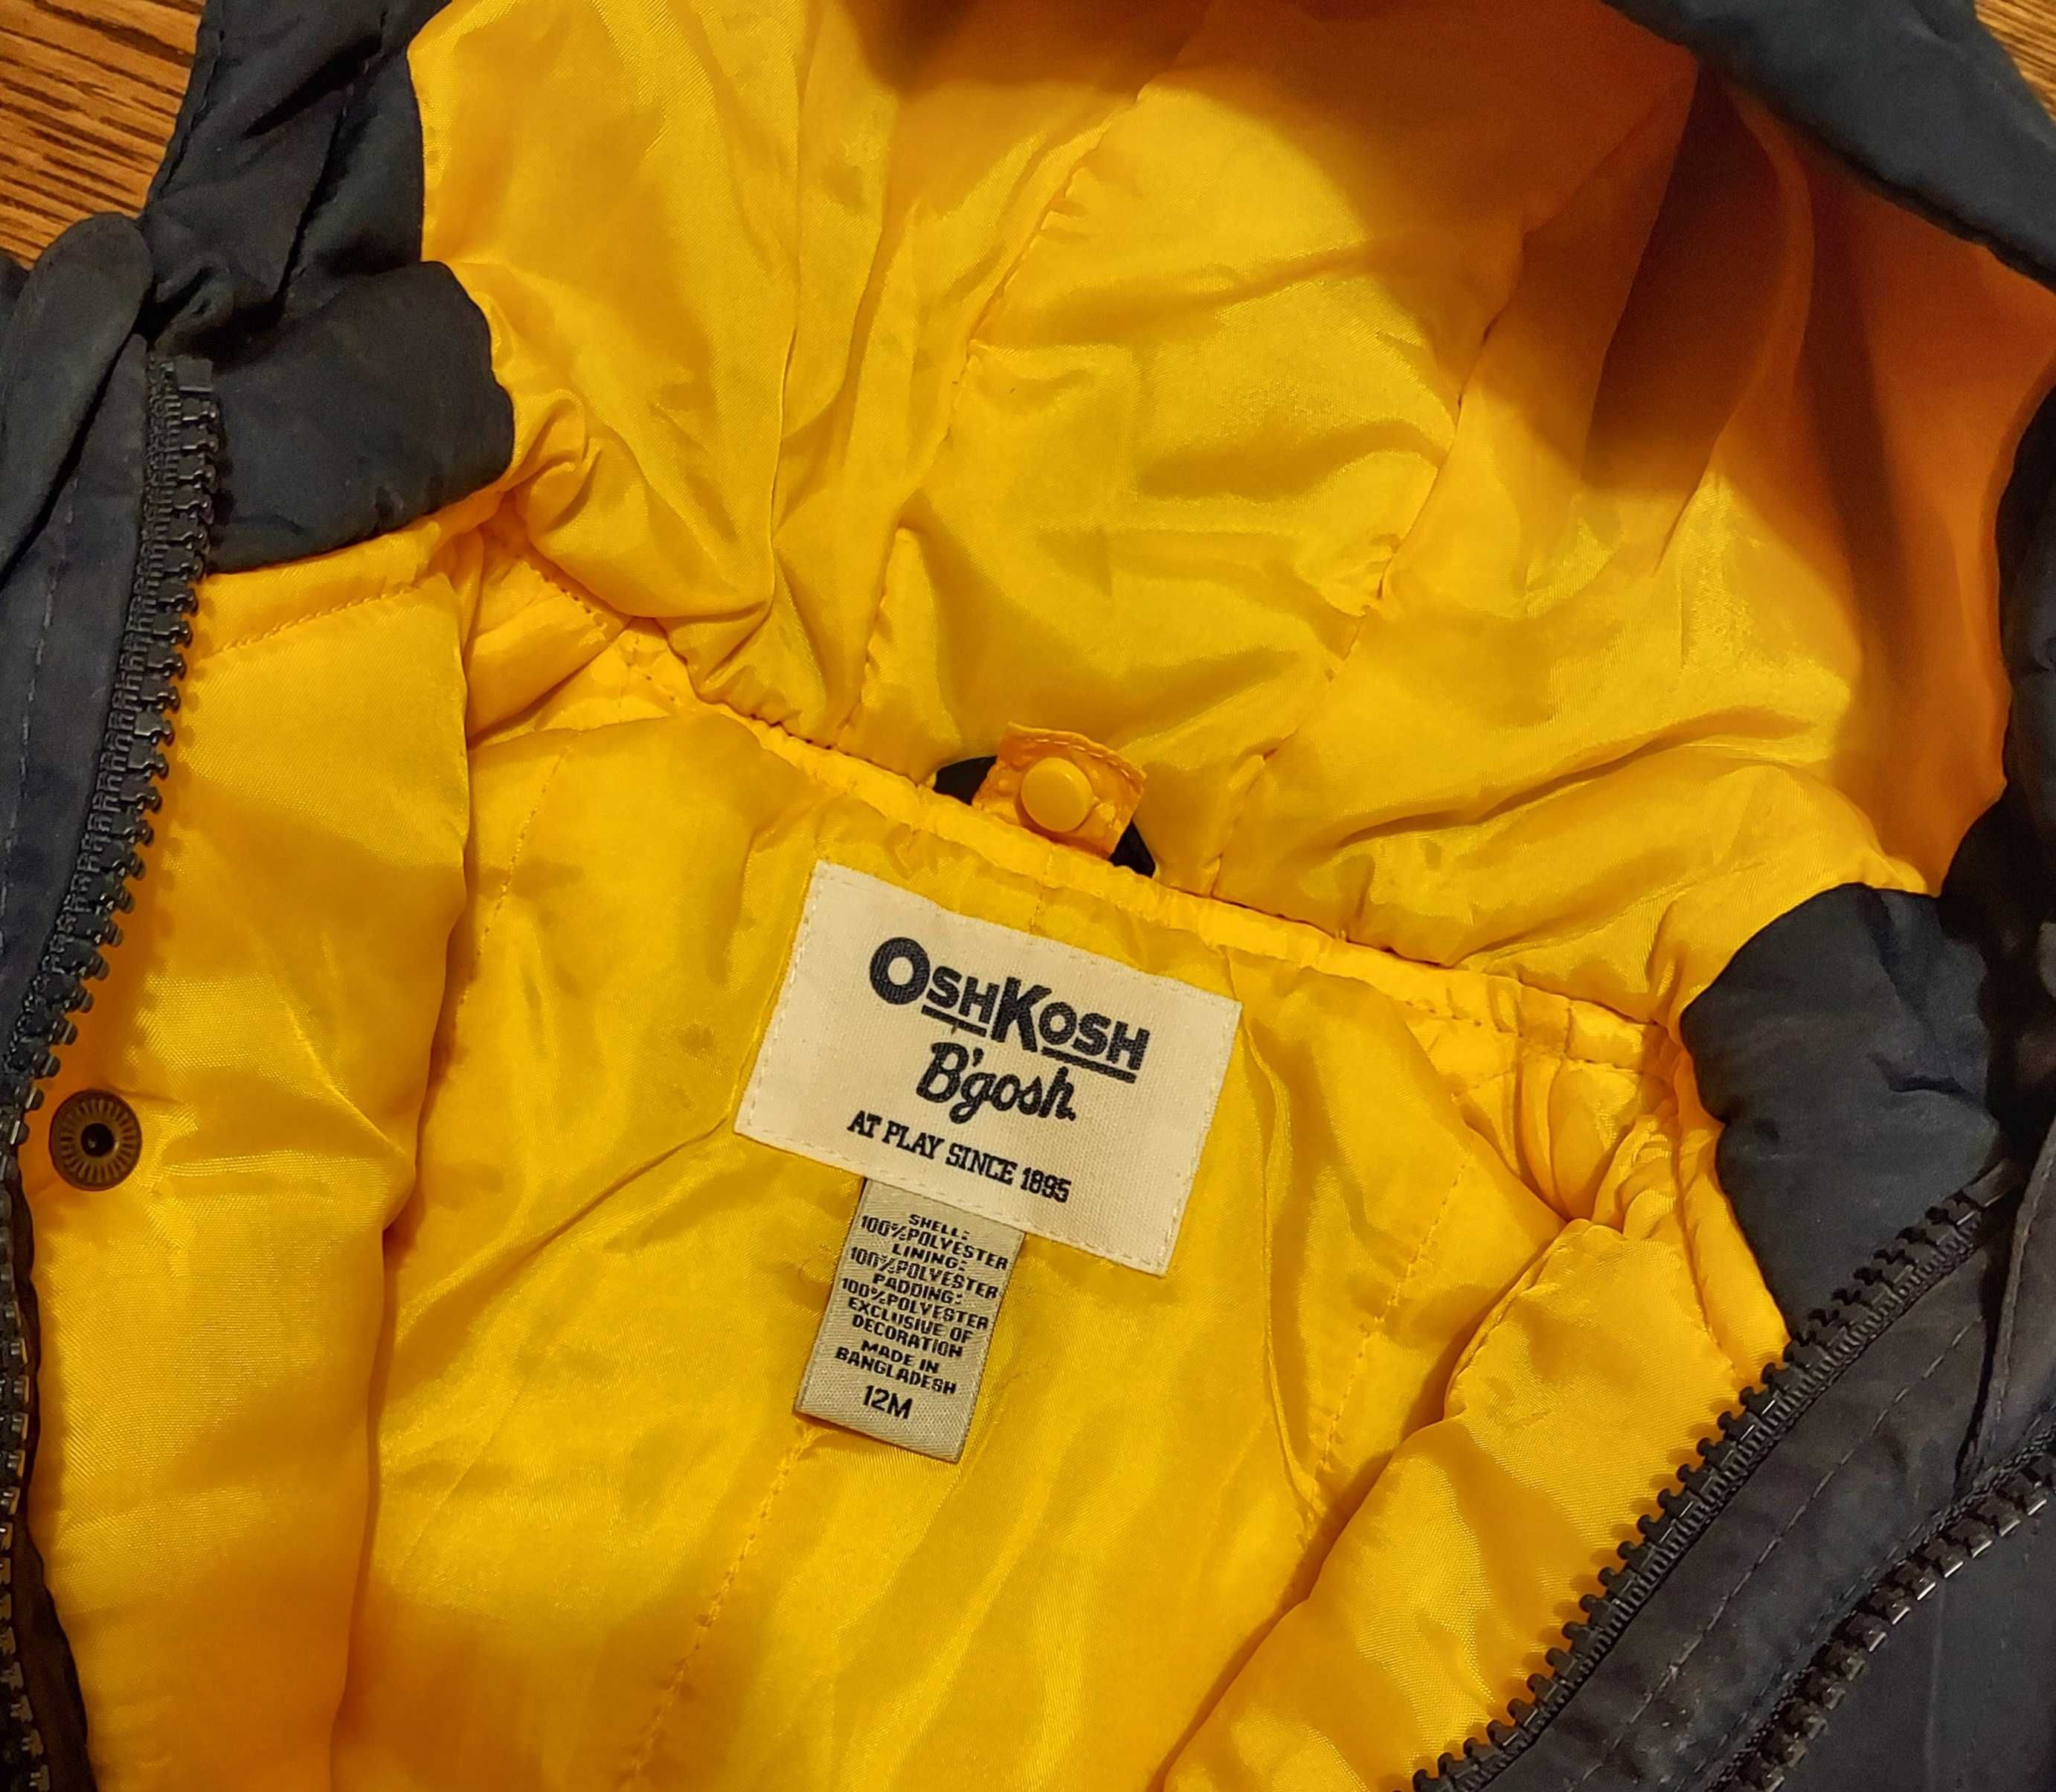 OSHKOSH
B'gosh.
AT PLAY SINCE 1895
SHELL:
100%POLYESTER
LINING:
100%POLYESTER
PADDING:
100%POLYESTER
EXCLUSIVE OF
DECORATION
MADE IN
BANGLADESH
12M